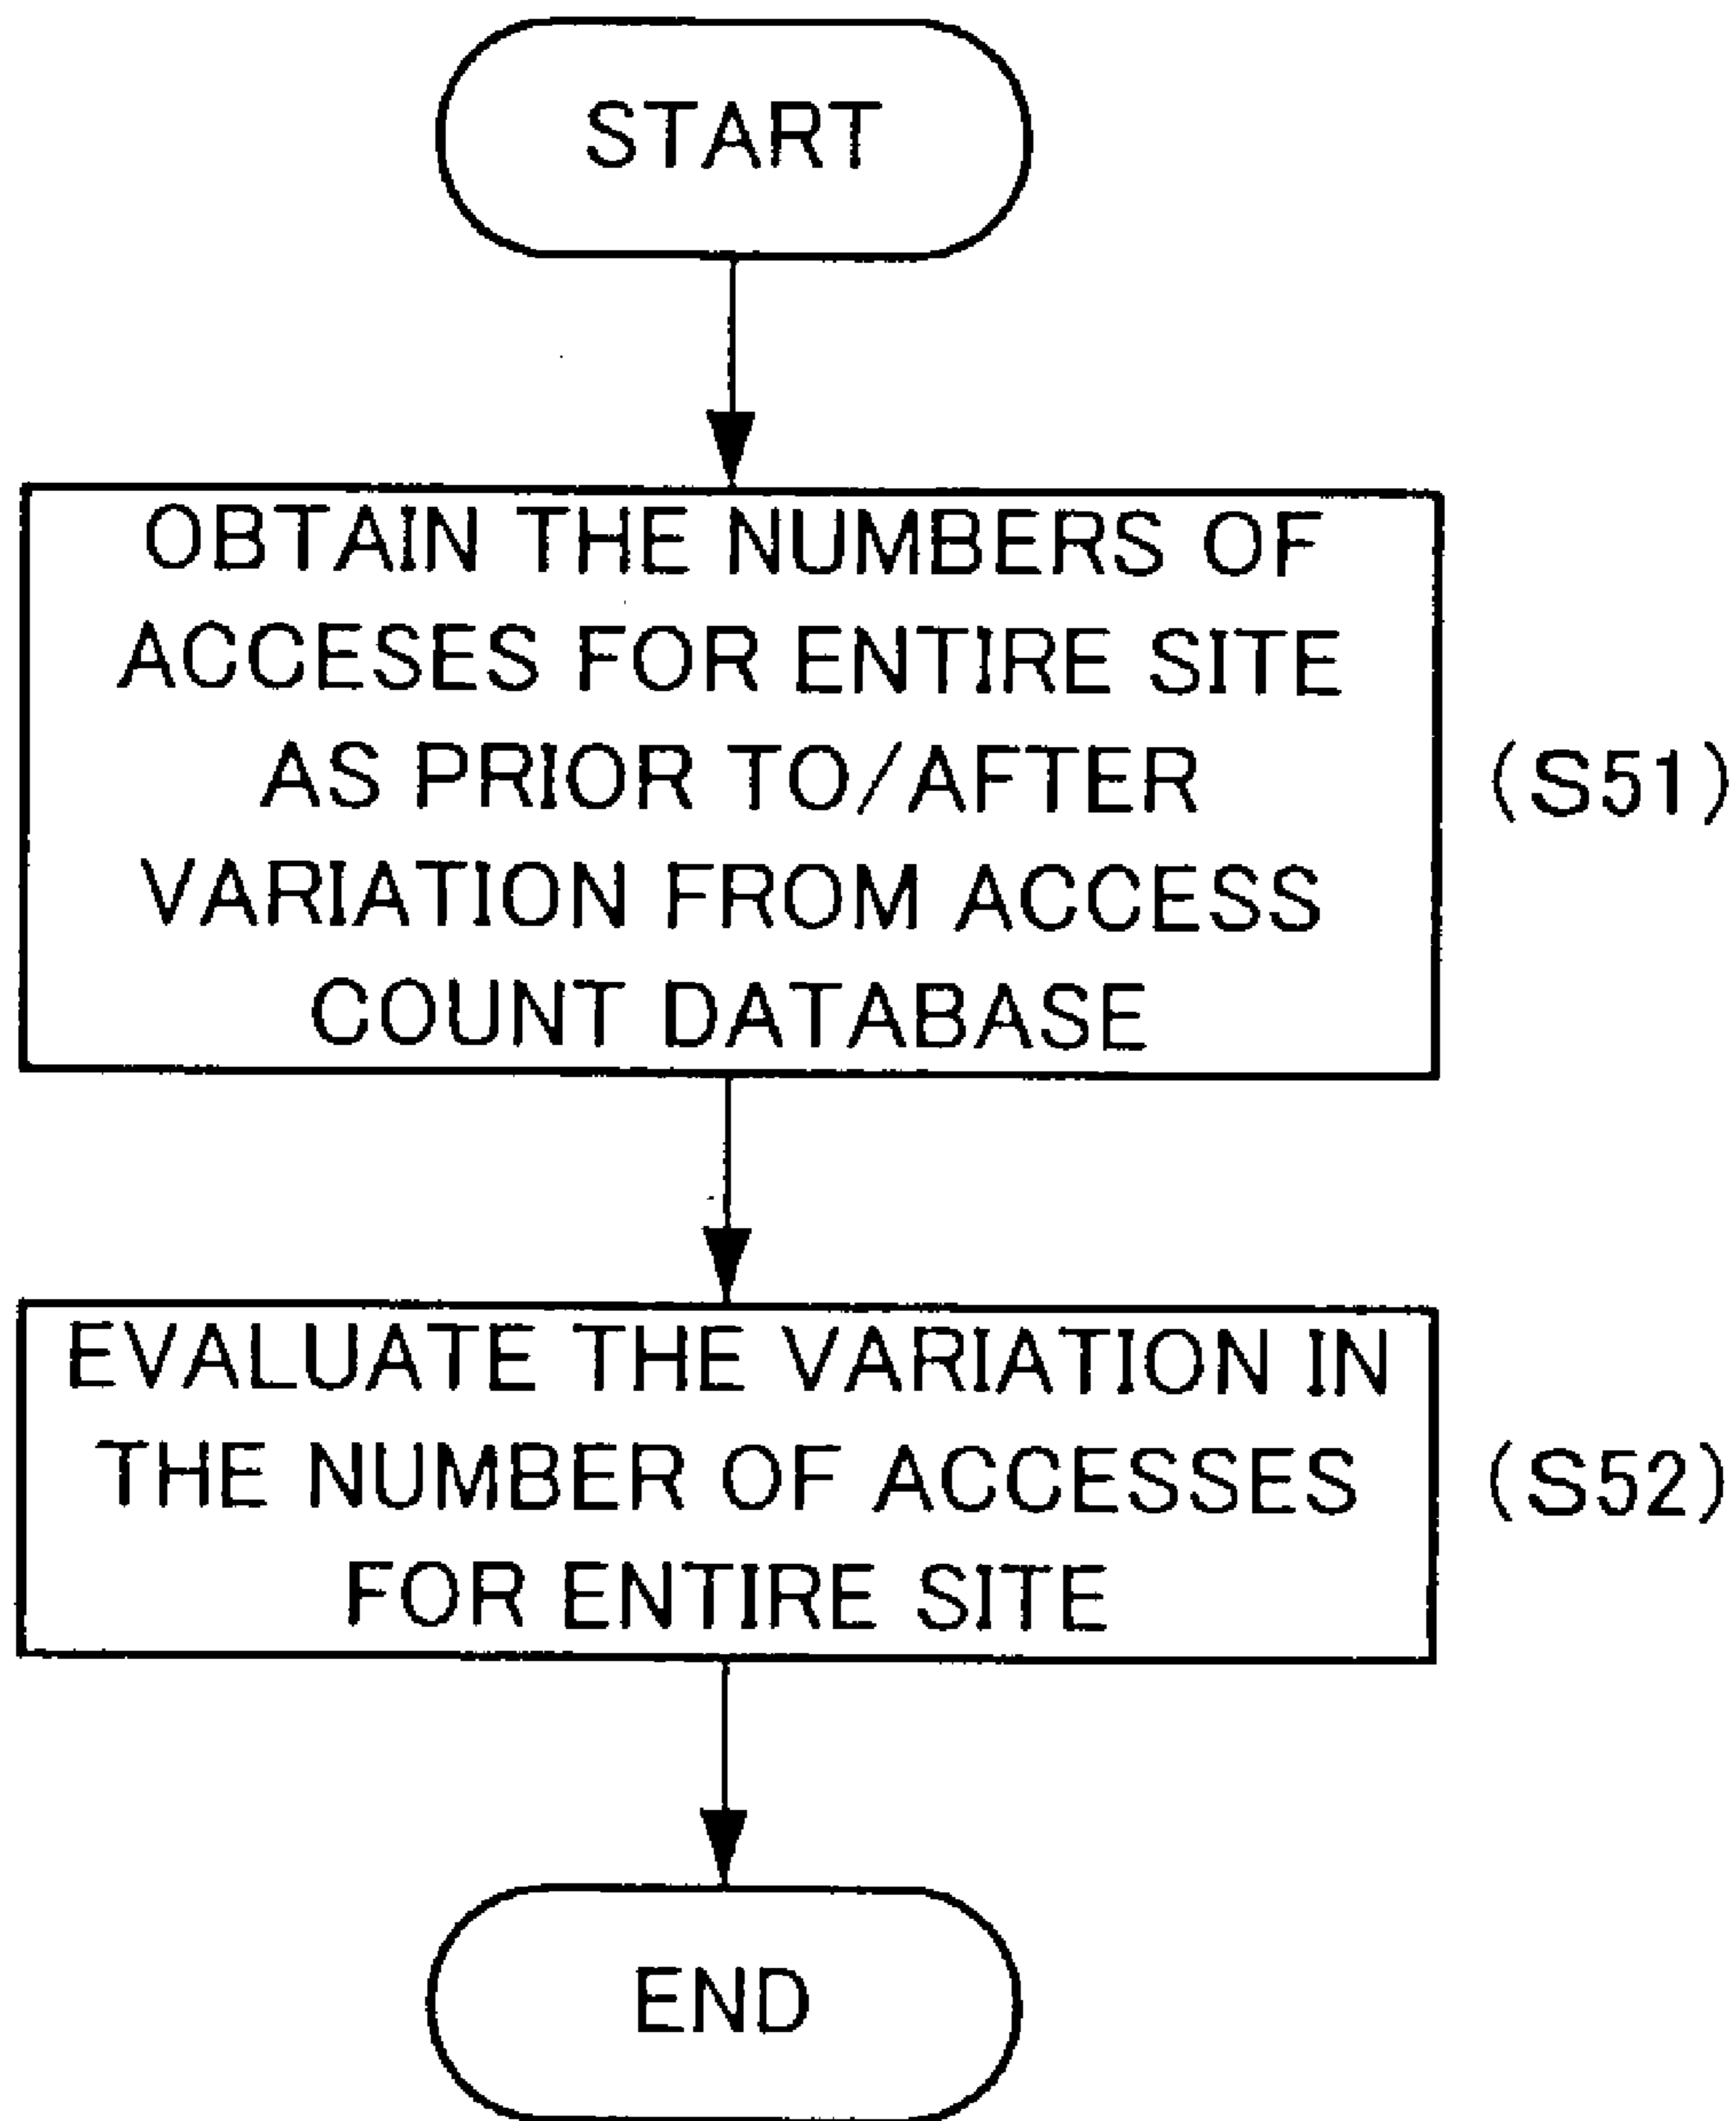 START
OBTAIN THE NUMBERS OF
ACCESES FOR ENTIRE SITE
AS PRIOR TO/AFTER
VARIATION FROM ACCESS
COUNT DATABASE
(S51)
EVALUATE THE VARIATION IN
THE NUMBER OF ACCESSES
FOR ENTIRE SITE
(S52)
END